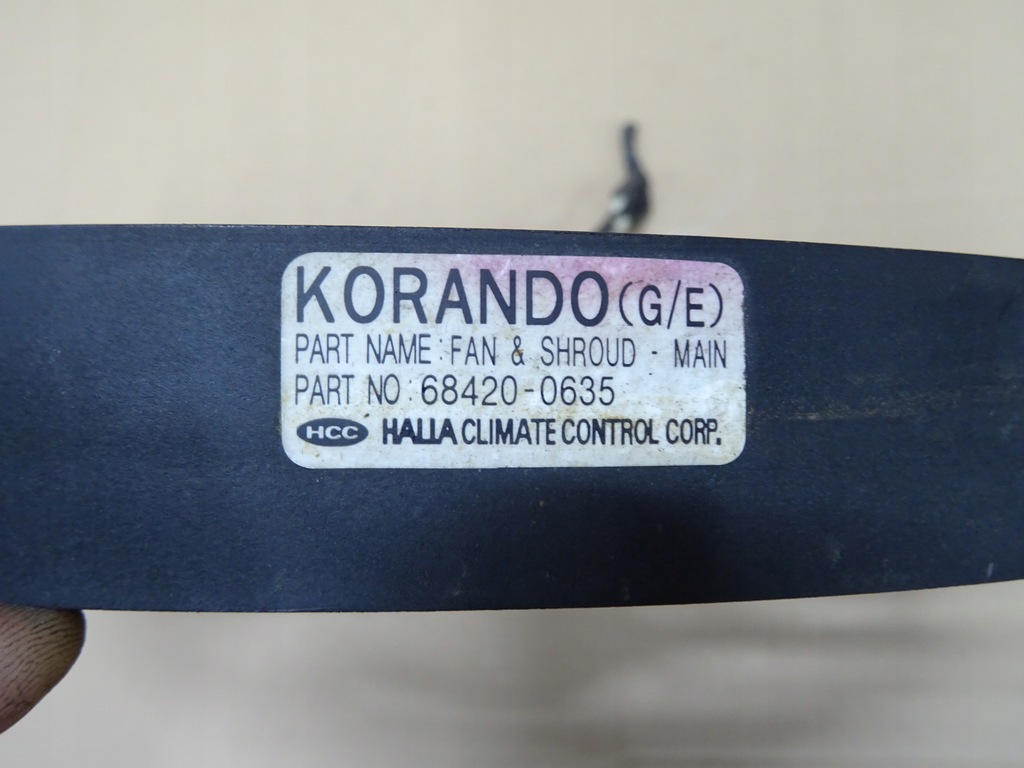 KORANDO (G/E)
PART NAME : FAN & SHROUD - MAIN
PART NO : 68420-0635
HCC HALLA CLIMATE CONTROL CORP.